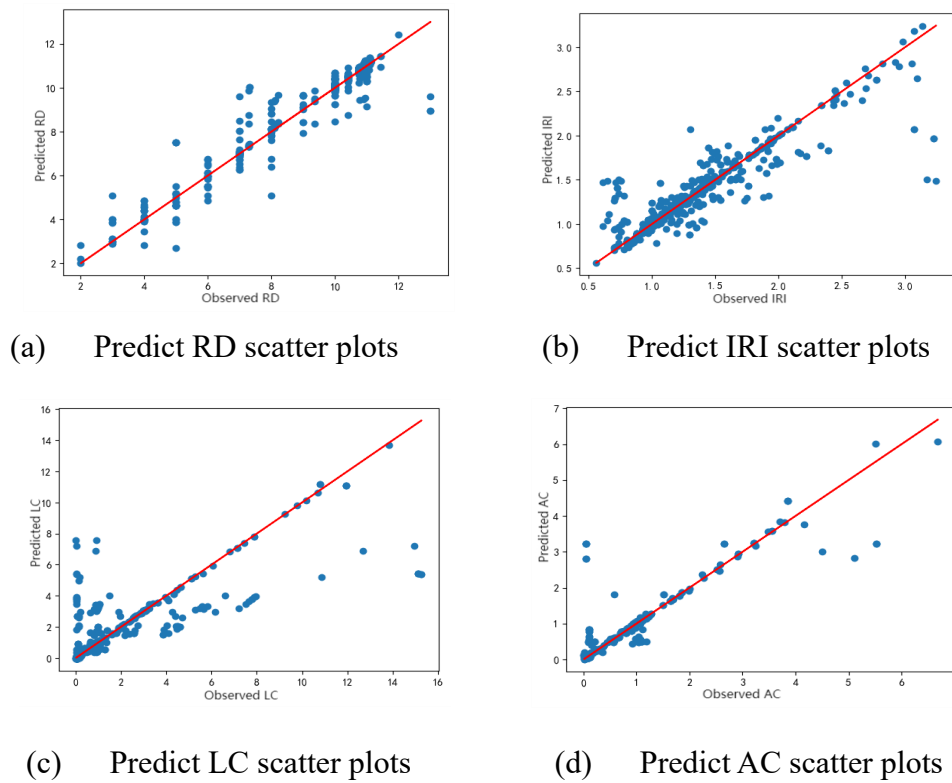 12
10
8
6
4
2
Predicted RD
2 4 6 8 10 12
Observed RD
3.0
2.5
2.0
1.5
1.0
0.5
Predicted IRI
0.5 1.0 1.5 2.0 2.5 3.0
Observed IRI
(a) Predict RD scatter plots
(b) Predict IRI scatter plots
16
14
12
10
8
6
4
2
0
Predicted LC
0 2 4 6 8 10 12 14 16
Observed LC
7
6
5
4
3
2
1
0
Predicted AC
0 1 2 3 4 5 6
Observed AC
(c) Predict LC scatter plots
(d) Predict AC scatter plots